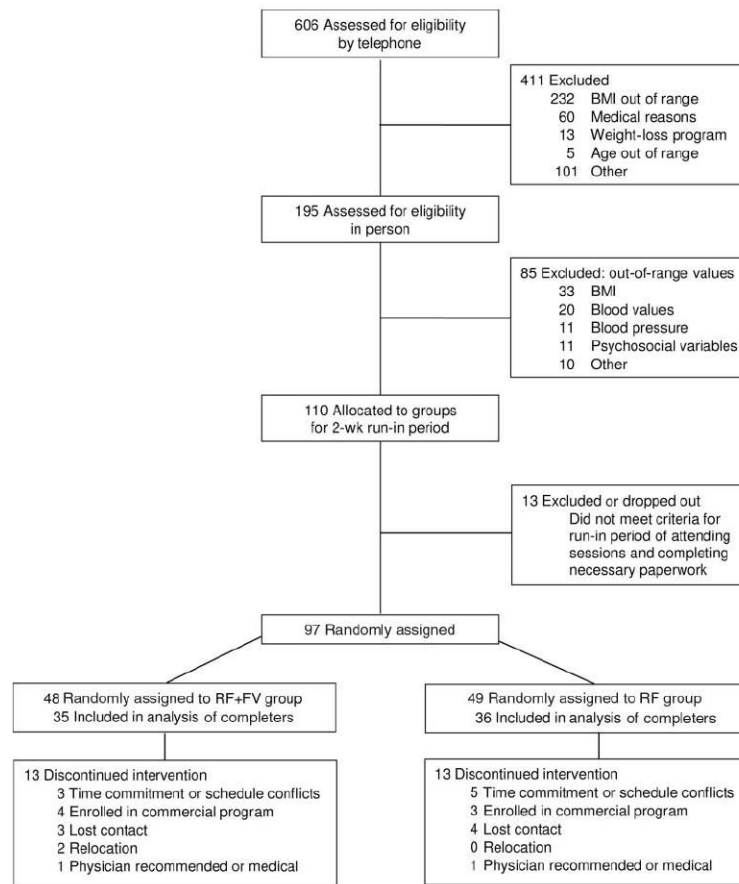 606 Assessed for eligibility
by telephone
411 Excluded
232 BMI out of range
60 Medical reasons
13 Weight-loss program
5 Age out of range
101 Other
195 Assessed for eligibility
in person
85 Excluded: out-of-range values
33 BMI
20 Blood values
11 Blood pressure
11 Psychosocial variables
10 Other
110 Allocated to groups
for 2-wk run-in period
13 Excluded or dropped out
Did not meet criteria for
run-in period of attending
sessions and completing
necessary paperwork
97 Randomly assigned
48 Randomly assigned to RF+FV group
35 Included in analysis of completers
49 Randomly assigned to RF group
36 Included in analysis of completers
13 Discontinued intervention
3 Time commitment or schedule conflicts
4 Enrolled in commercial program
3 Lost contact
2 Relocation
1 Physician recommended or medical
13 Discontinued intervention
5 Time commitment or schedule conflicts
3 Enrolled in commercial program
4 Lost contact
0 Relocation
1 Physician recommended or medical